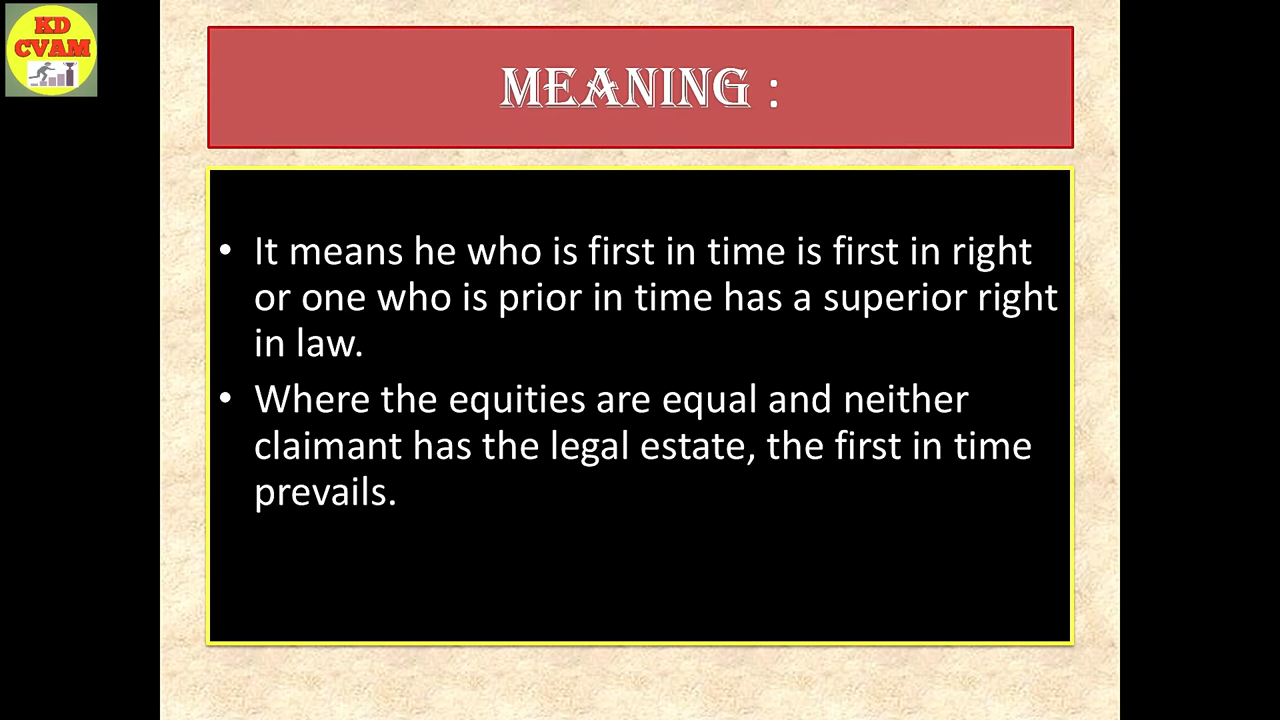 KD
CVAM
MEANING :
• It means he who is first in time is first in right
or one who is prior in time has a superior right
in law.
• Where the equities are equal and neither
claimant has the legal estate, the first in time
prevails.